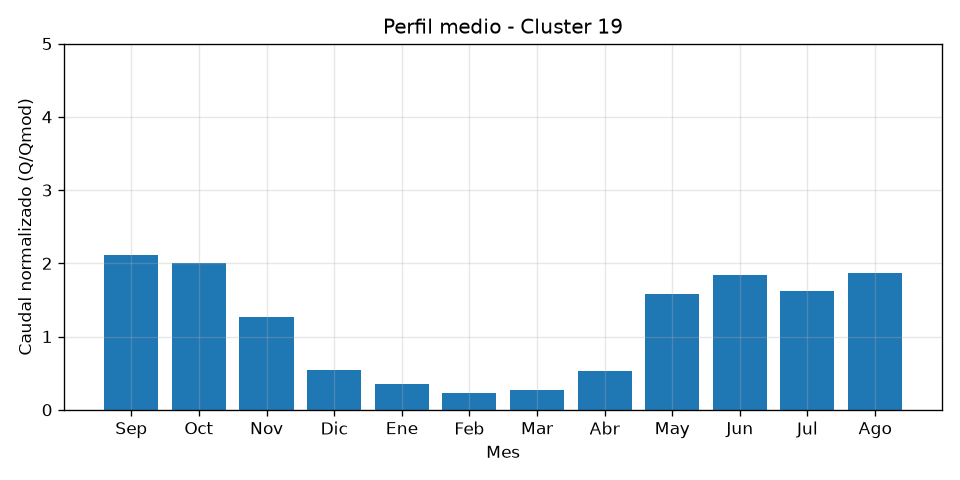 Perfil medio - Cluster 19
Caudal normalizado (Q/Qmod)
5
4
3
2
1
0
Sep Oct Nov Dic Ene Feb Mar Abr May Jun Jul Ago
Mes